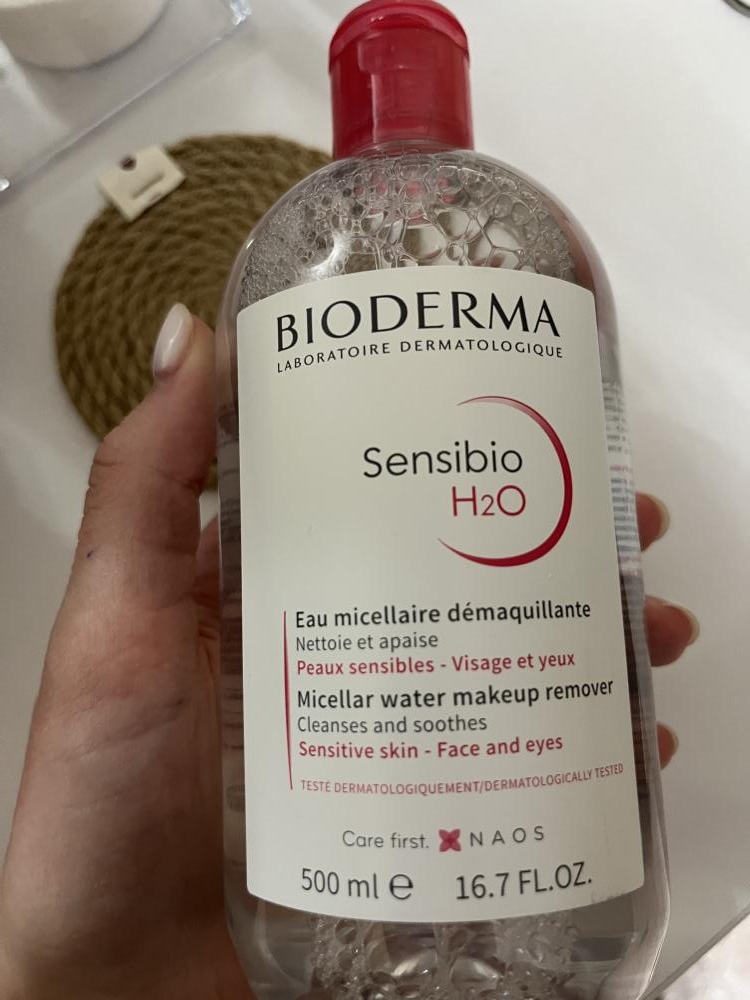 BIODERMA
LABORATOIRE DERMATOLOGIQUE
Sensibio
H2O
Eau micellaire démaquillante
Nettoie et apaise
Peaux sensibles - Visage et yeux
Micellar water makeup remover
Cleanses and soothes
Sensitive skin - Face and eyes
TESTÉ DERMATOLOGIQUEMENT/DERMATOLOGICALLY TESTED
Care first. NAOS
500 ml e 16.7 FL.OZ.